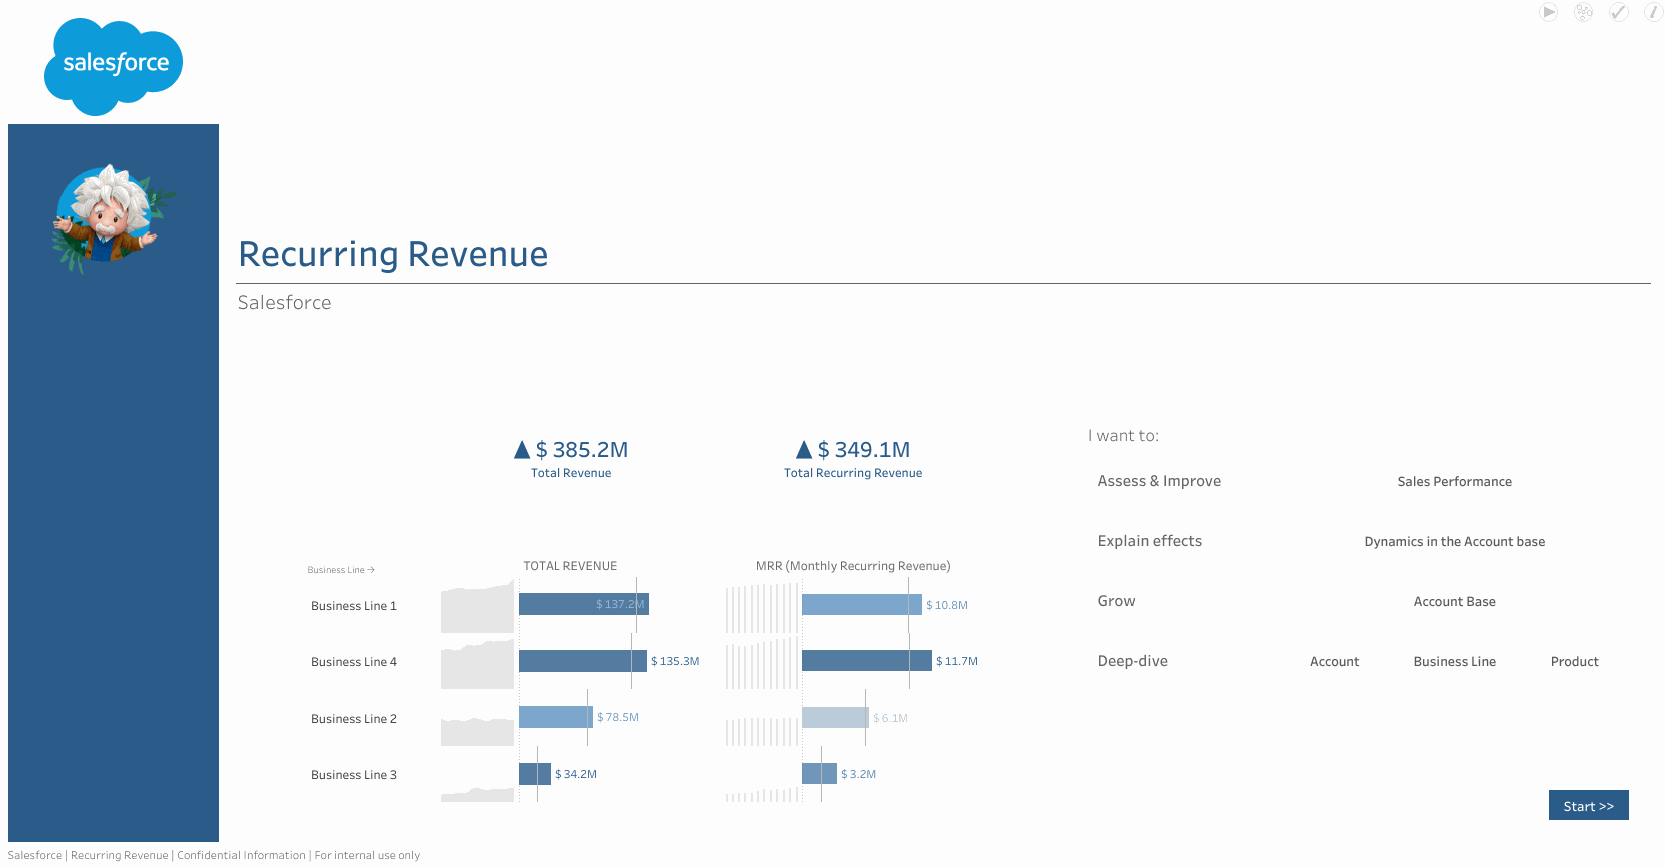 salesforce
Recurring Revenue
Salesforce
▲ $ 385.2M
Total Revenue
▲ $ 349.1M
Total Recurring Revenue
I want to:
Assess & Improve Sales Performance
Explain effects Dynamics in the Account base
Grow Account Base
Deep-dive Account Business Line Product
Business Line → TOTAL REVENUE MRR (Monthly Recurring Revenue)
Business Line 1 $ 137.2M $ 10.8M
Business Line 4 $ 135.3M $ 11.7M
Business Line 2 $ 78.5M $ 6.1M
Business Line 3 $ 34.2M $ 3.2M
Start >>
Salesforce | Recurring Revenue | Confidential Information | For internal use only